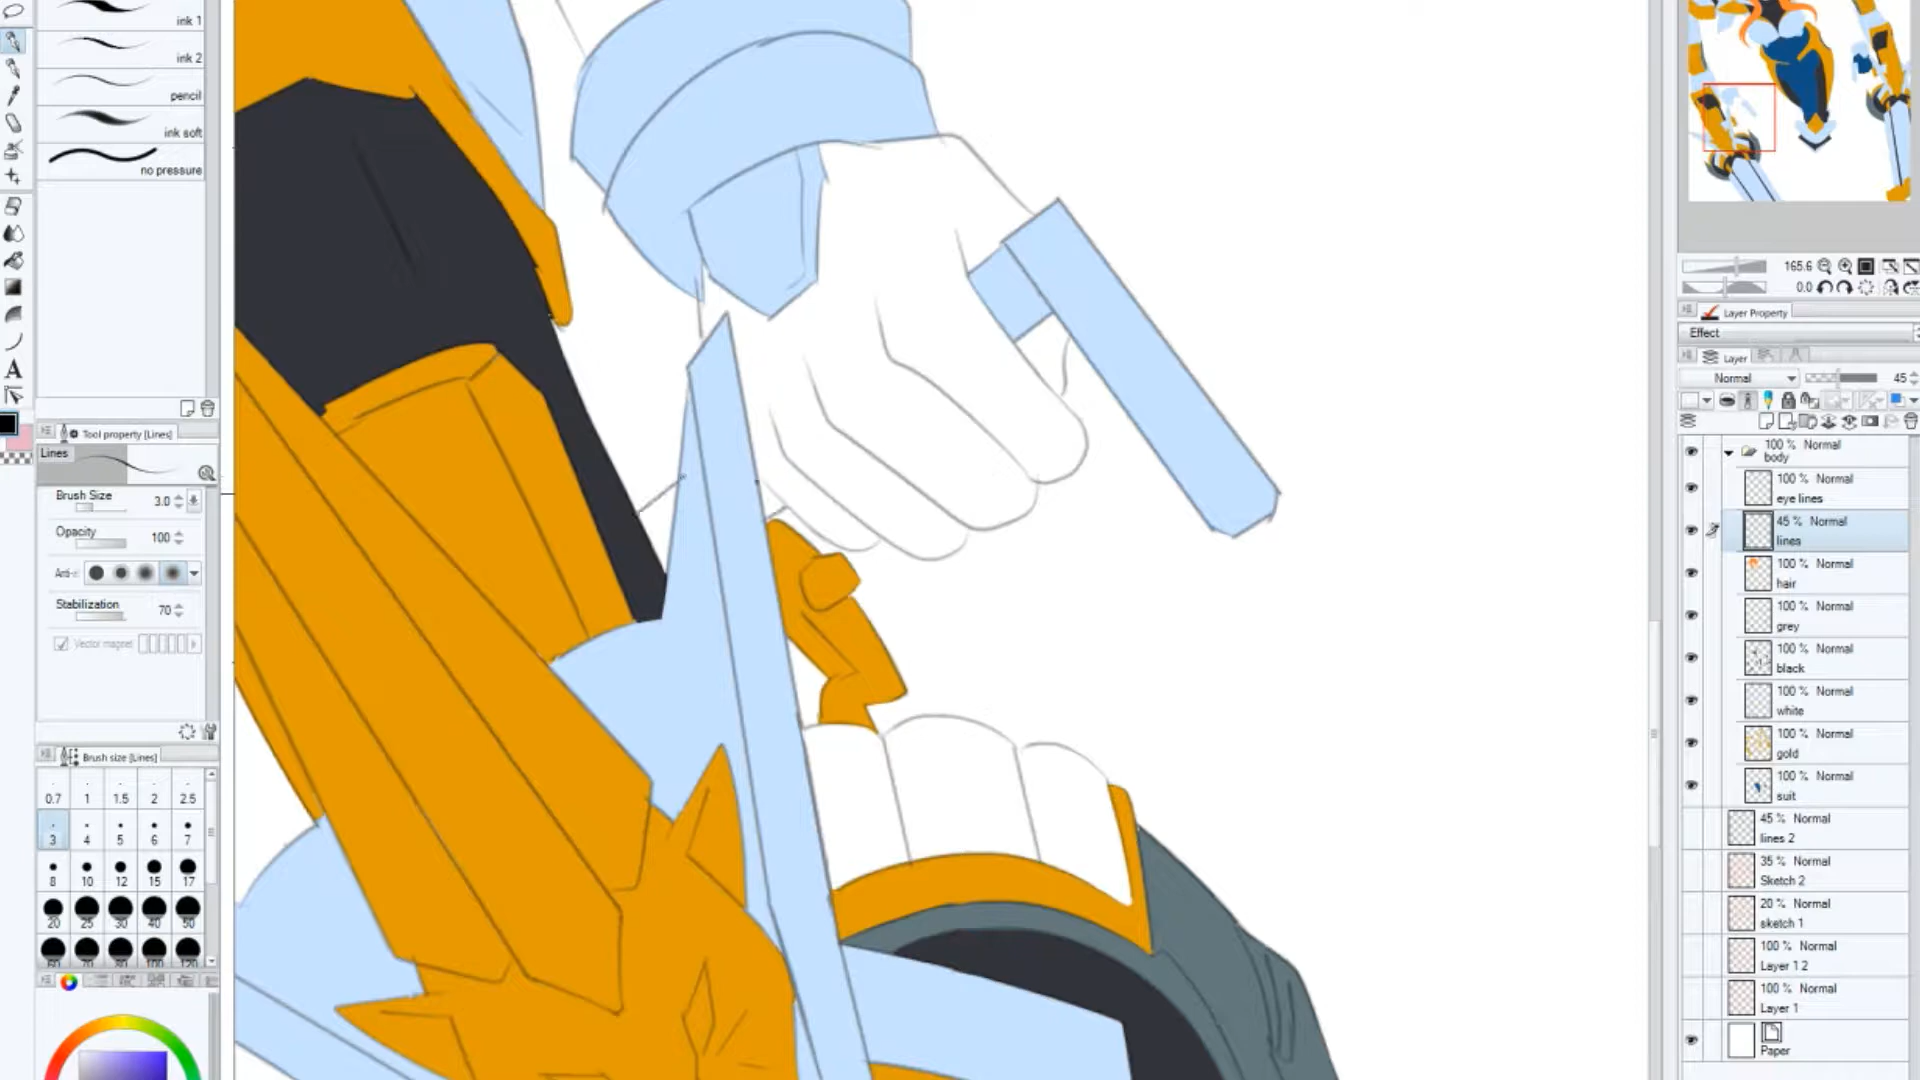 ink 1
ink 2
pencil
ink soft
no pressure
Tool property [Lines]
Lines
Brush Size 3.0
Opacity 100
Stabilization 70
Vector magnet
Brush size [Lines]
0.7 1 1.5 2 2.5
3 4 5 6 7
8 10 12 15 17
20 25 30 40 50
165.6
0.0
Layer Property
Effect
Layer
Normal 45
100 % Normal
body
100 % Normal
eye lines
45 % Normal
lines
100 % Normal
hair
100 % Normal
grey
100 % Normal
black
100 % Normal
white
100 % Normal
gold
100 % Normal
suit
45 % Normal
lines 2
35 % Normal
Sketch 2
20 % Normal
sketch 1
100 % Normal
Layer 1 2
100 % Normal
Layer 1
Paper